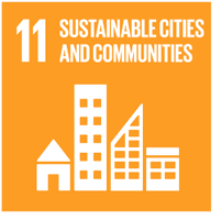 11 SUSTAINABLE CITIES
AND COMMUNITIES